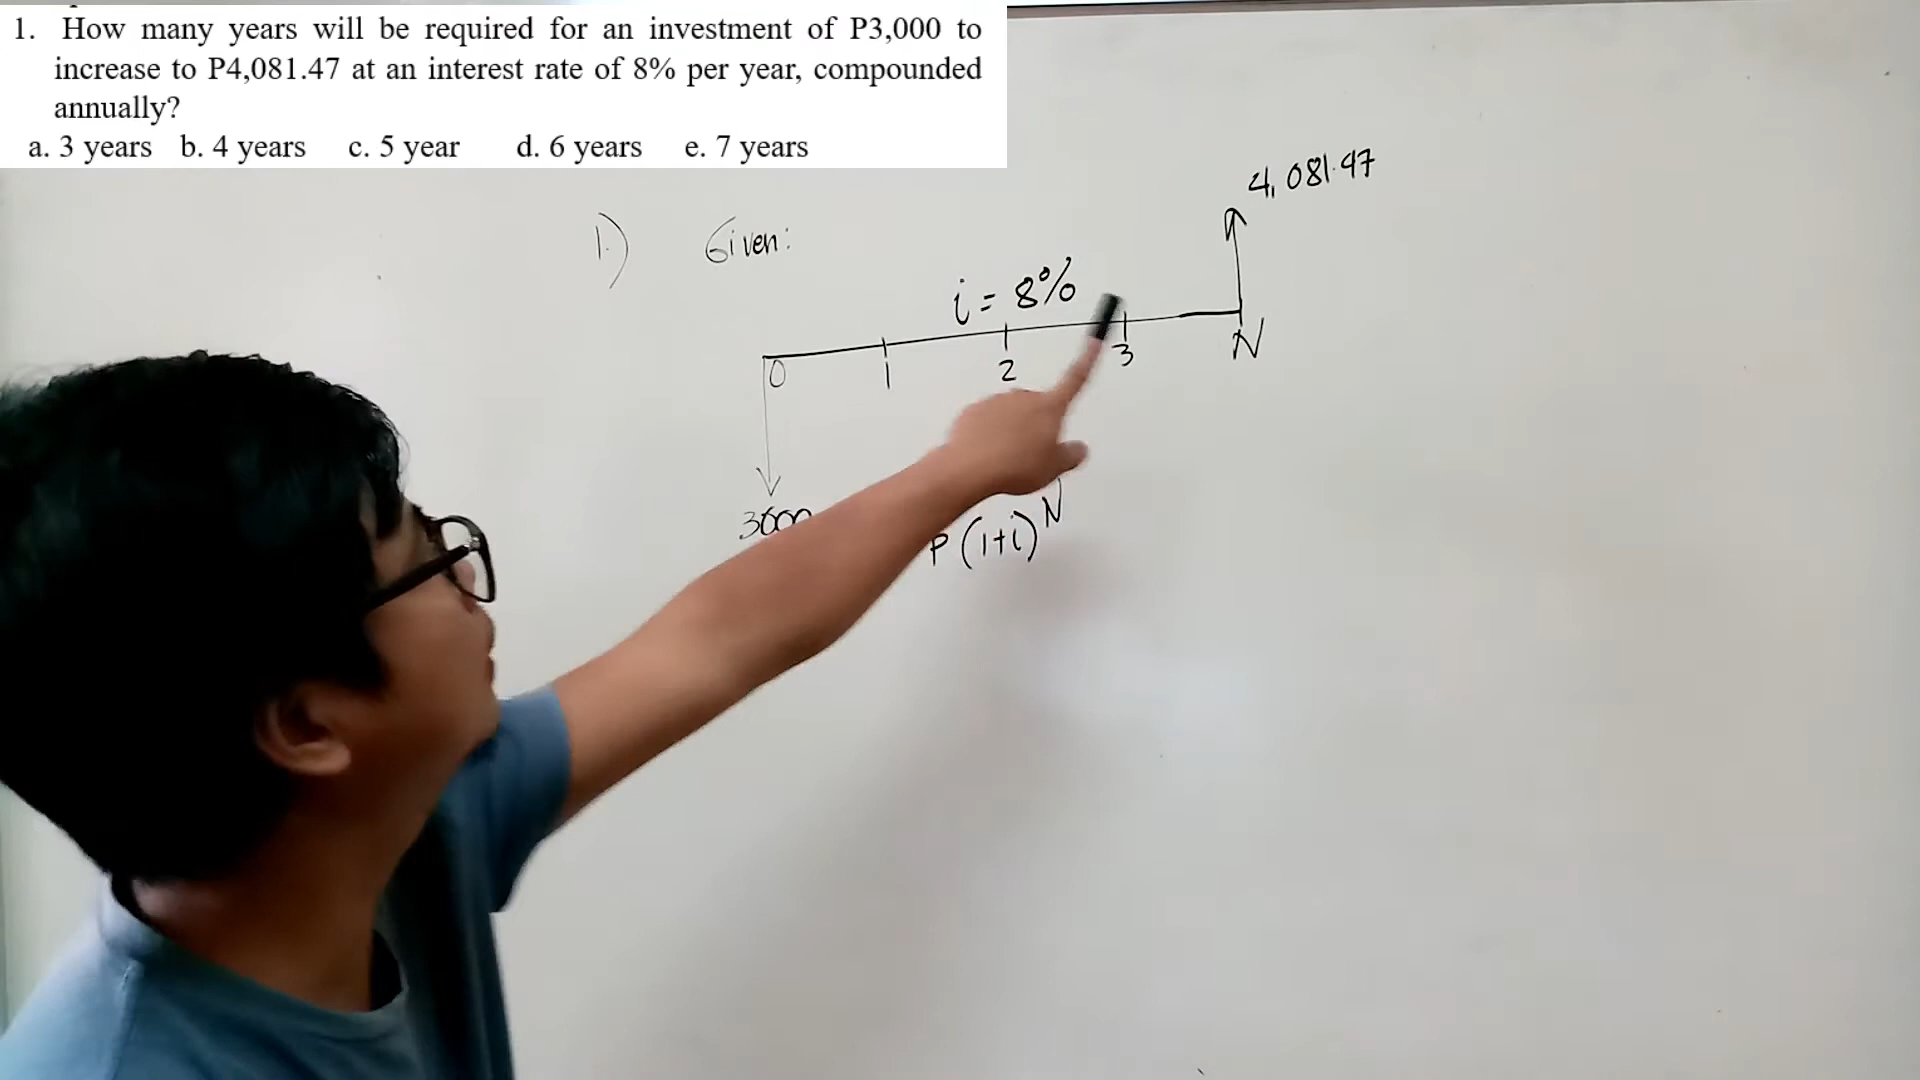 1. How many years will be required for an investment of P3,000 to
increase to P4,081.47 at an interest rate of 8% per year, compounded
annually?
a. 3 years b. 4 years c. 5 year d. 6 years e. 7 years
4,081.47
1.) Given:
i = 8%
0 1 2 3 N
3000
P (1+i)^N